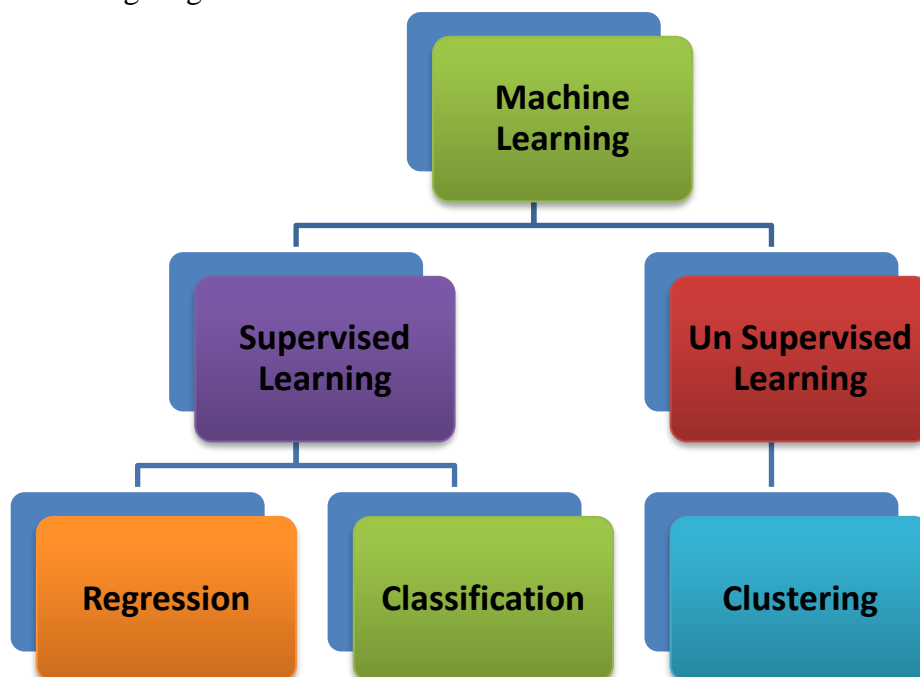 Machine
Learning
Supervised
Learning
Un Supervised
Learning
Regression
Classification
Clustering